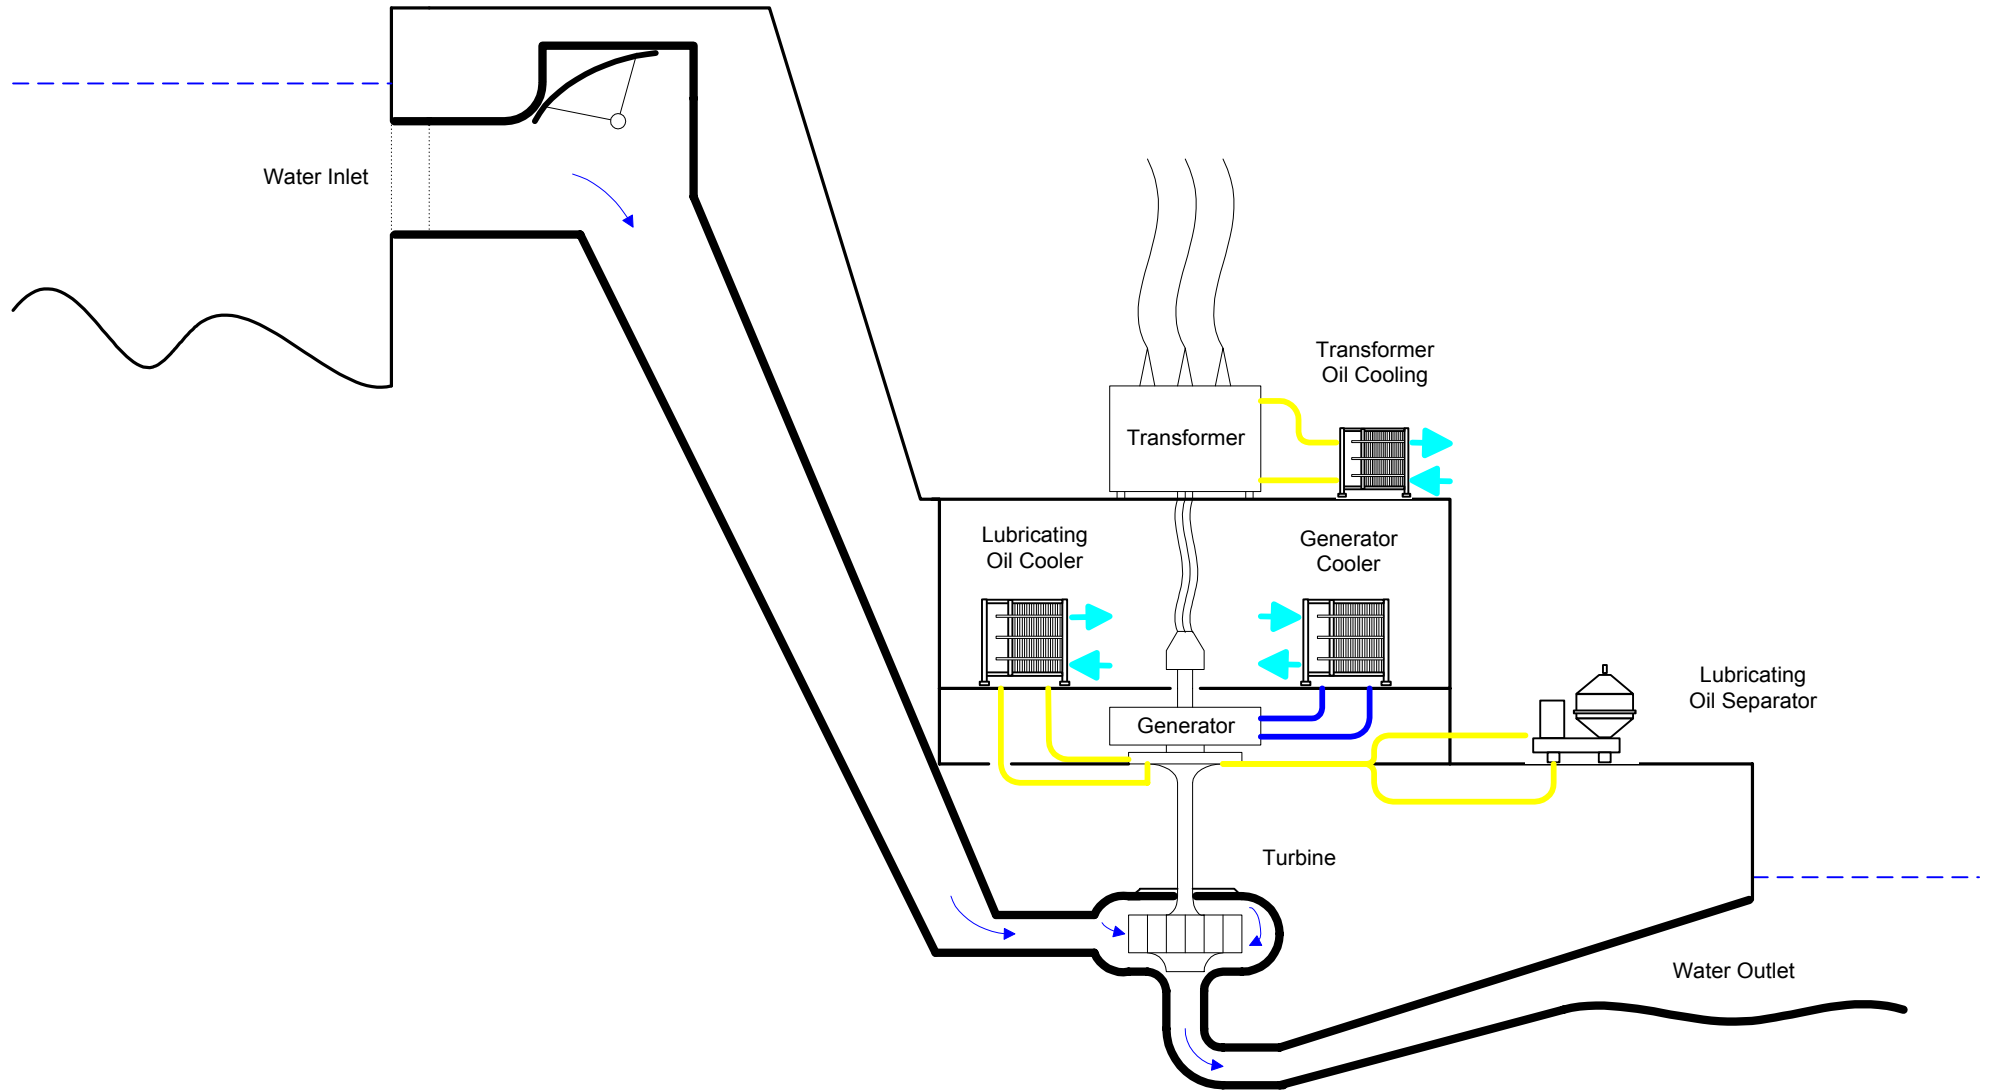 Water Inlet
Transformer
Oil Cooling
Transformer
Lubricating
Oil Cooler
Generator
Cooler
Lubricating
Oil Separator
Generator
Turbine
Water Outlet